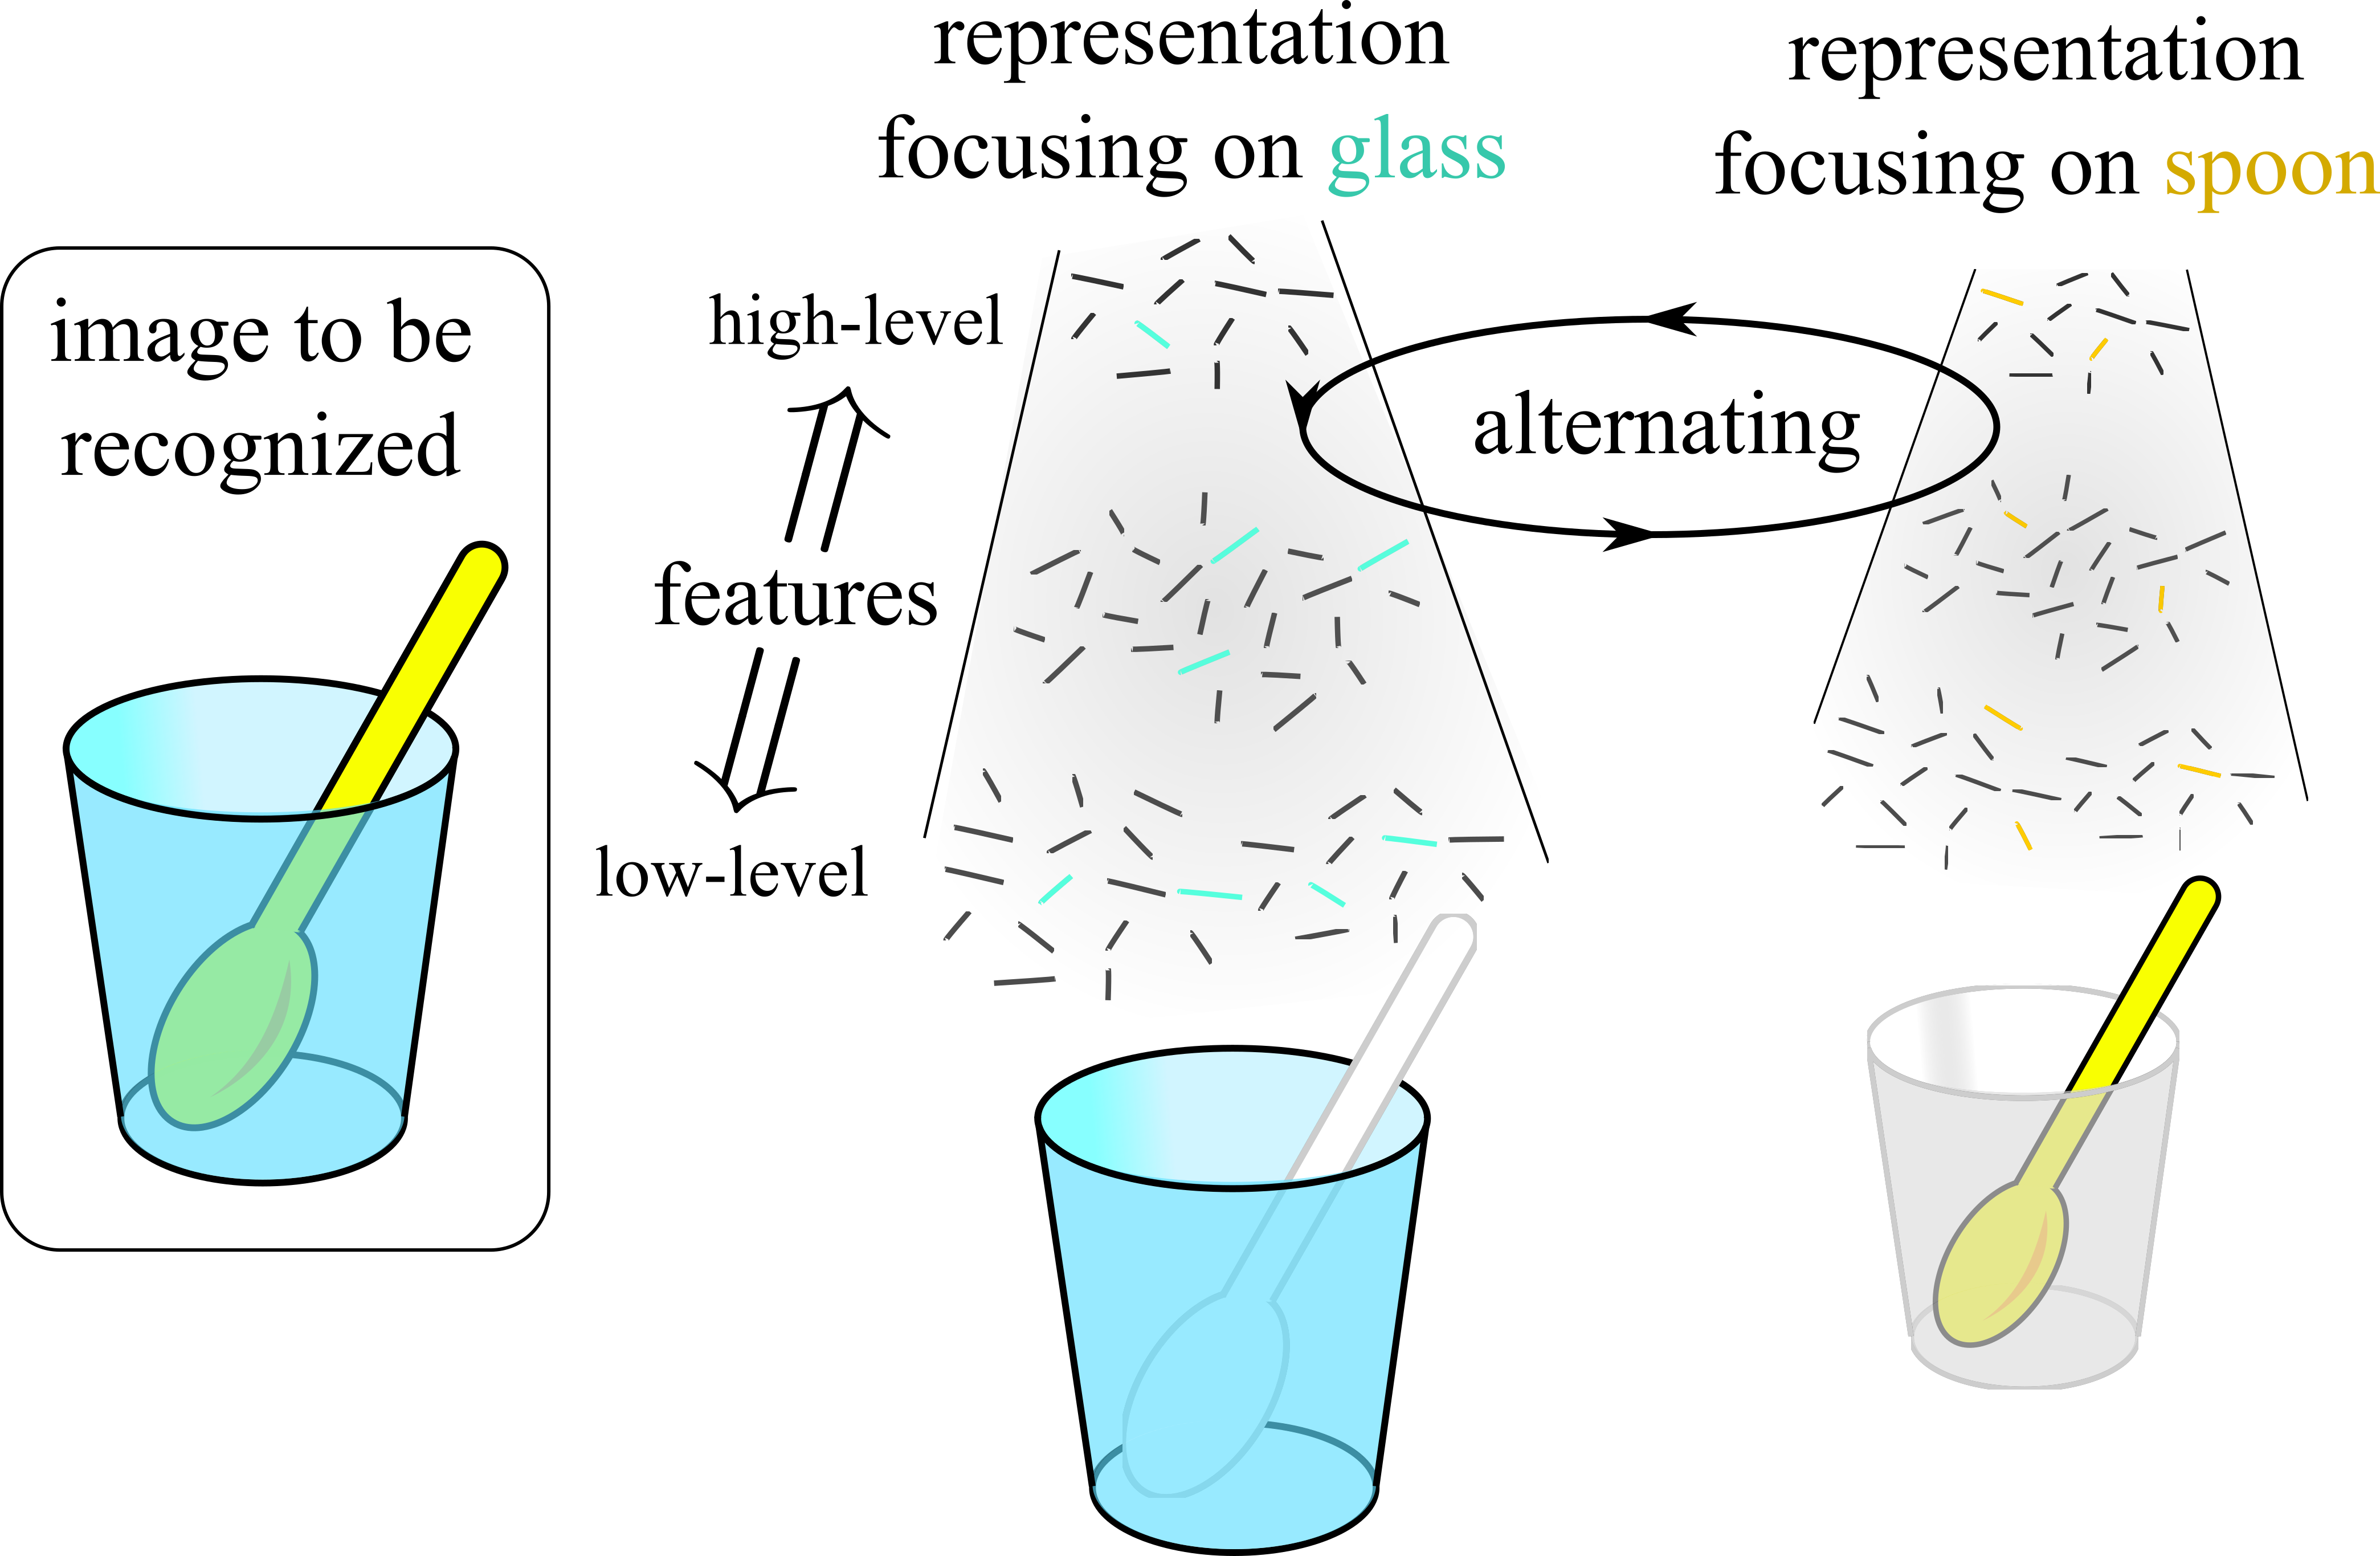 image to be
recognized
representation
focusing on glass
representation
focusing on spoon
high-level
features
low-level
alternating